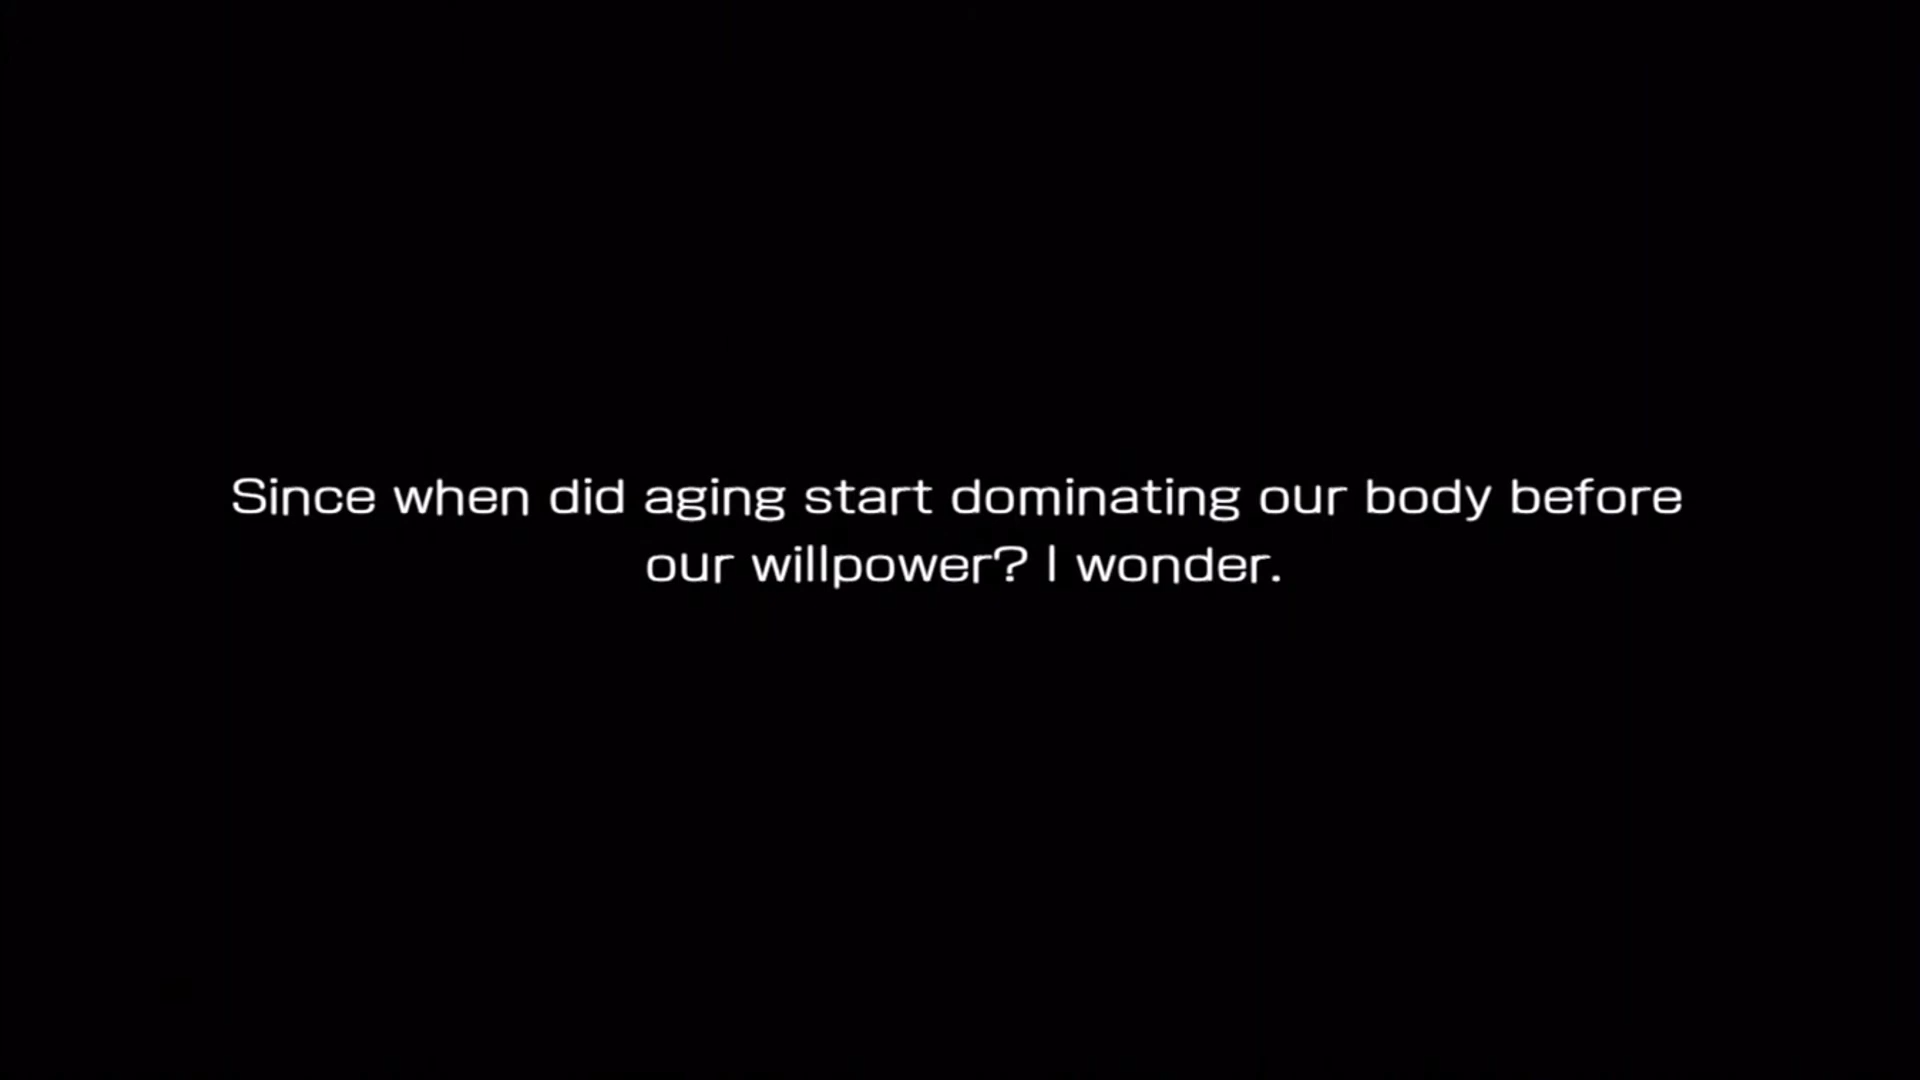 Since when did aging start dominating our body before
our willpower? I wonder.